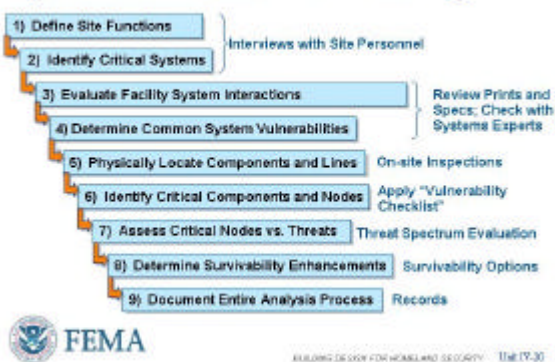 1) Define Site Functions
2) Identify Critical Systems
Interviews with Site Personnel
3) Evaluate Facility System Interactions
4) Determine Common System Vulnerabilities
Review Prints and
Specs; Check with
Systems Experts
5) Physically Locate Components and Lines
On-site Inspections
6) Identify Critical Components and Nodes
Apply "Vulnerability
Checklist"
7) Assess Critical Nodes vs. Threats
Threat Spectrum Evaluation
8) Determine Survivability Enhancements
Survivability Options
9) Document Entire Analysis Process
Records
FEMA
BUILDING DESIGN FOR HOMELAND SECURITY